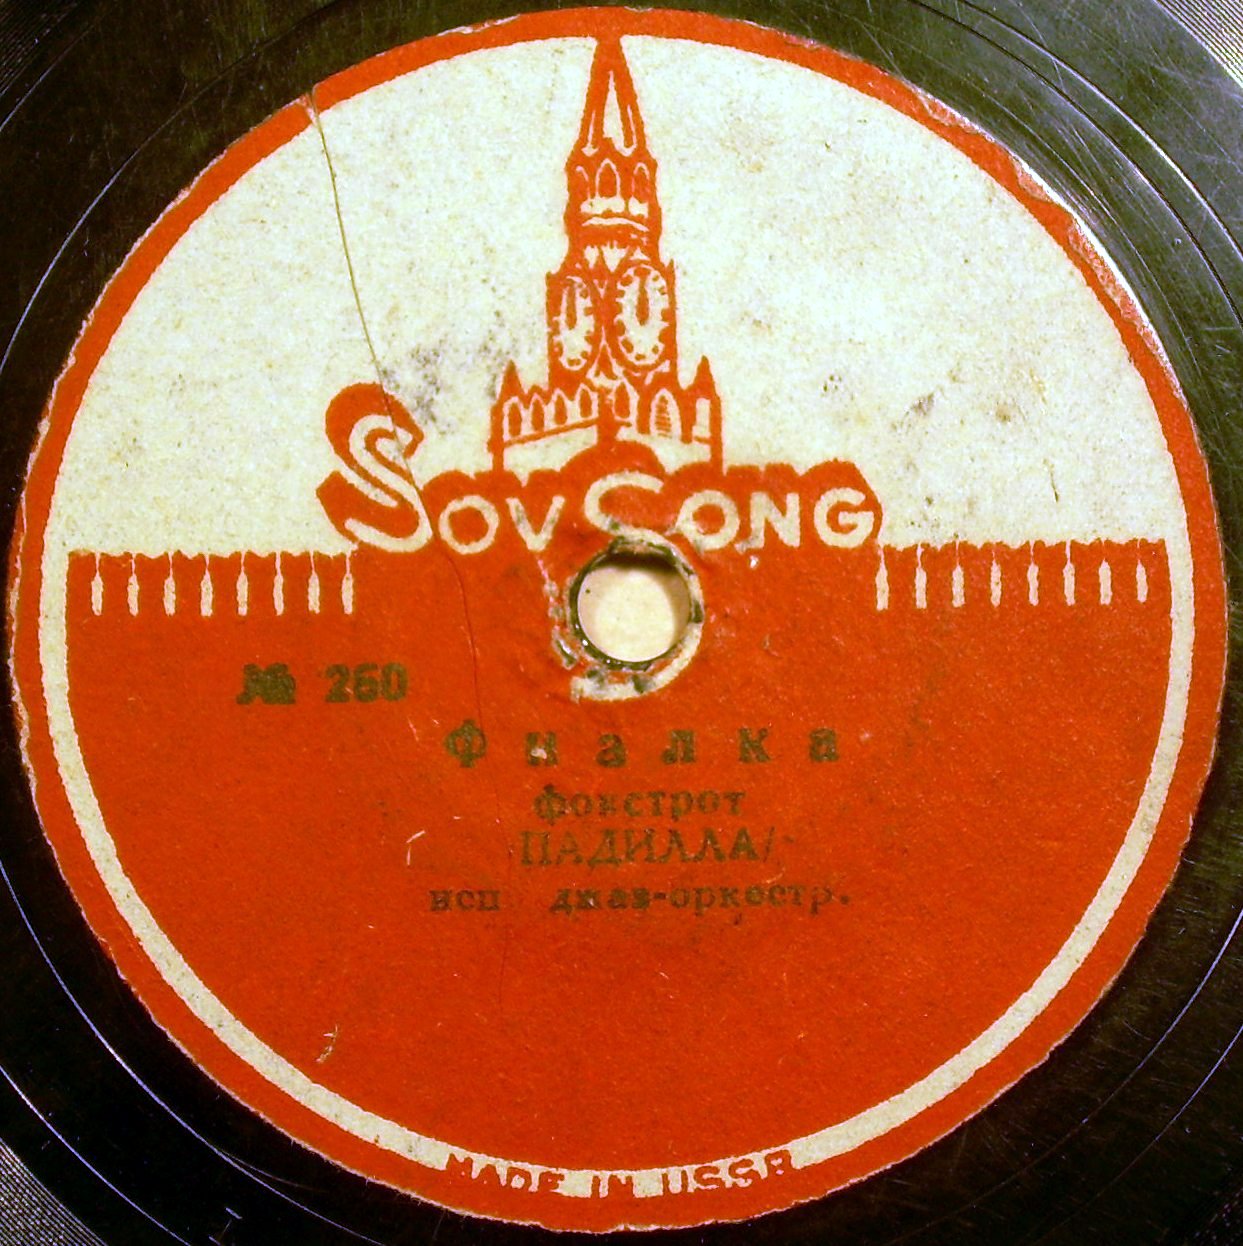 SOVSONG
№ 260
Фиалка
фокстрот
ПАДИЛЛА/
исп джаз-оркестр.
MADE IN USSR